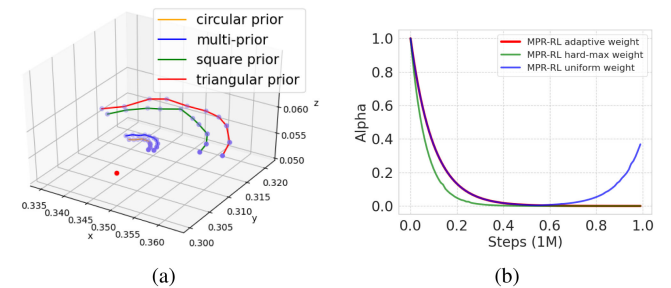 circular prior
multi-prior
square prior
triangular prior
z
0.060
0.055
0.050
0.320
0.315
0.310
0.305
0.300
y
0.335
0.340
0.345
0.350
0.355
0.360
x
(a)
MPR-RL adaptive weight
MPR-RL hard-max weight
MPR-RL uniform weight
Alpha
1.0
0.8
0.6
0.4
0.2
0.0
0.0 0.2 0.4 0.6 0.8 1.0
Steps (1M)
(b)